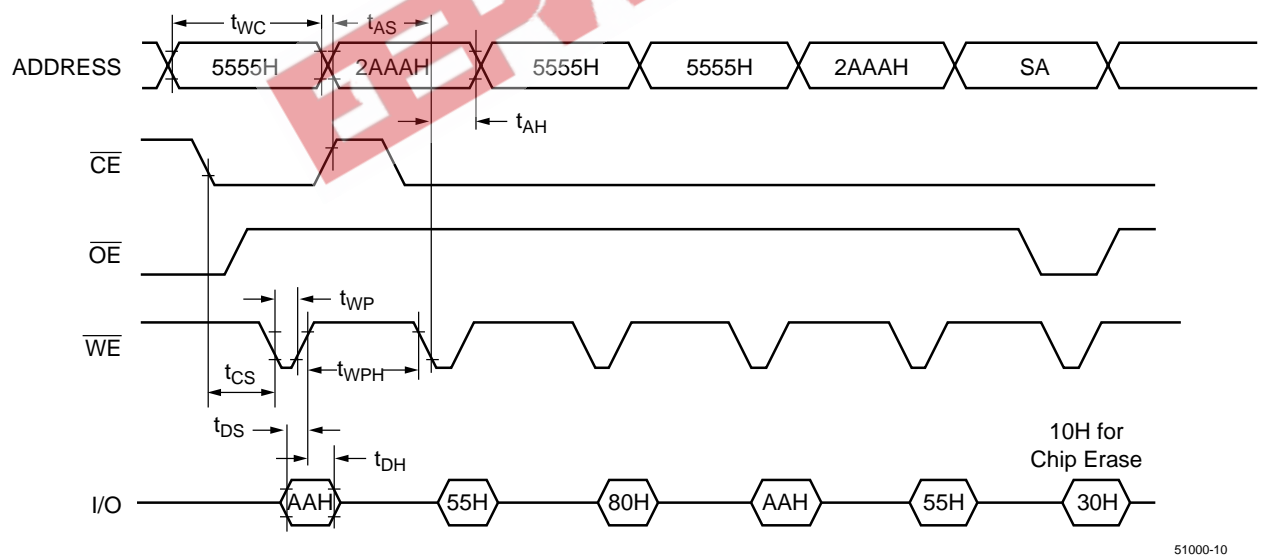 tWC
tAS
ADDRESS 5555H 2AAAH 5555H 5555H 2AAAH SA
tAH
CE
OE
tWP
WE
tCS
tWPH
tDS
10H for
Chip Erase
tDH
I/O AAH 55H 80H AAH 55H 30H
51000-10